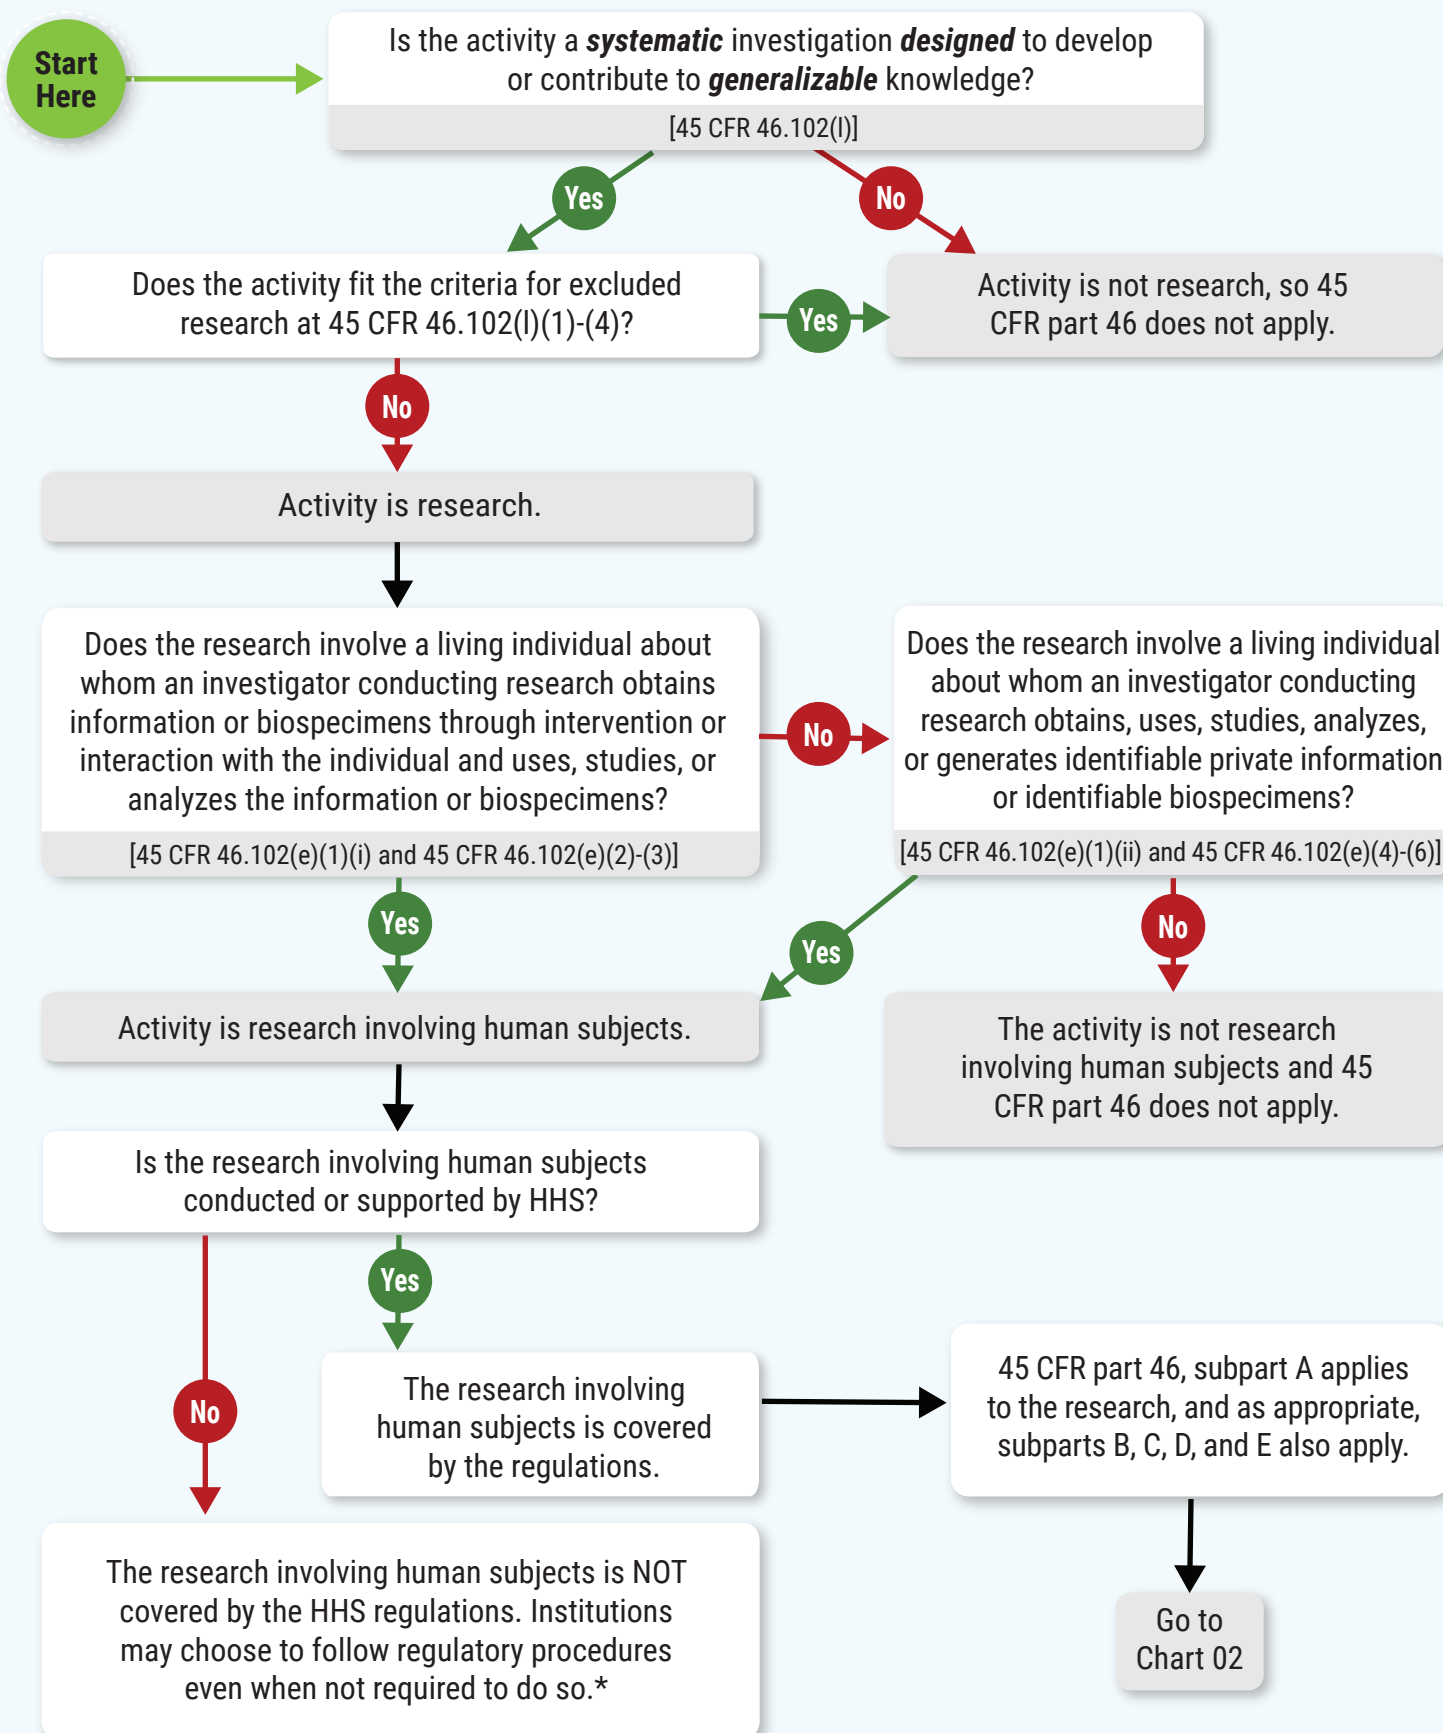 Start
Here
Is the activity a systematic investigation designed to develop
or contribute to generalizable knowledge?
[45 CFR 46.102(l)]
Yes
No
Does the activity fit the criteria for excluded
research at 45 CFR 46.102(l)(1)-(4)?
Yes
Activity is not research, so 45
CFR part 46 does not apply.
No
Activity is research.
Does the research involve a living individual about
whom an investigator conducting research obtains
information or biospecimens through intervention or
interaction with the individual and uses, studies, or
analyzes the information or biospecimens?
[45 CFR 46.102(e)(1)(i) and 45 CFR 46.102(e)(2)-(3)]
No
Does the research involve a living individual
about whom an investigator conducting
research obtains, uses, studies, analyzes,
or generates identifiable private information
or identifiable biospecimens?
[45 CFR 46.102(e)(1)(ii) and 45 CFR 46.102(e)(4)-(6)]
Yes
Yes
No
Activity is research involving human subjects.
The activity is not research
involving human subjects and 45
CFR part 46 does not apply.
Is the research involving human subjects
conducted or supported by HHS?
Yes
No
The research involving
human subjects is covered
by the regulations.
45 CFR part 46, subpart A applies
to the research, and as appropriate,
subparts B, C, D, and E also apply.
The research involving human subjects is NOT
covered by the HHS regulations. Institutions
may choose to follow regulatory procedures
even when not required to do so.*
Go to
Chart 02